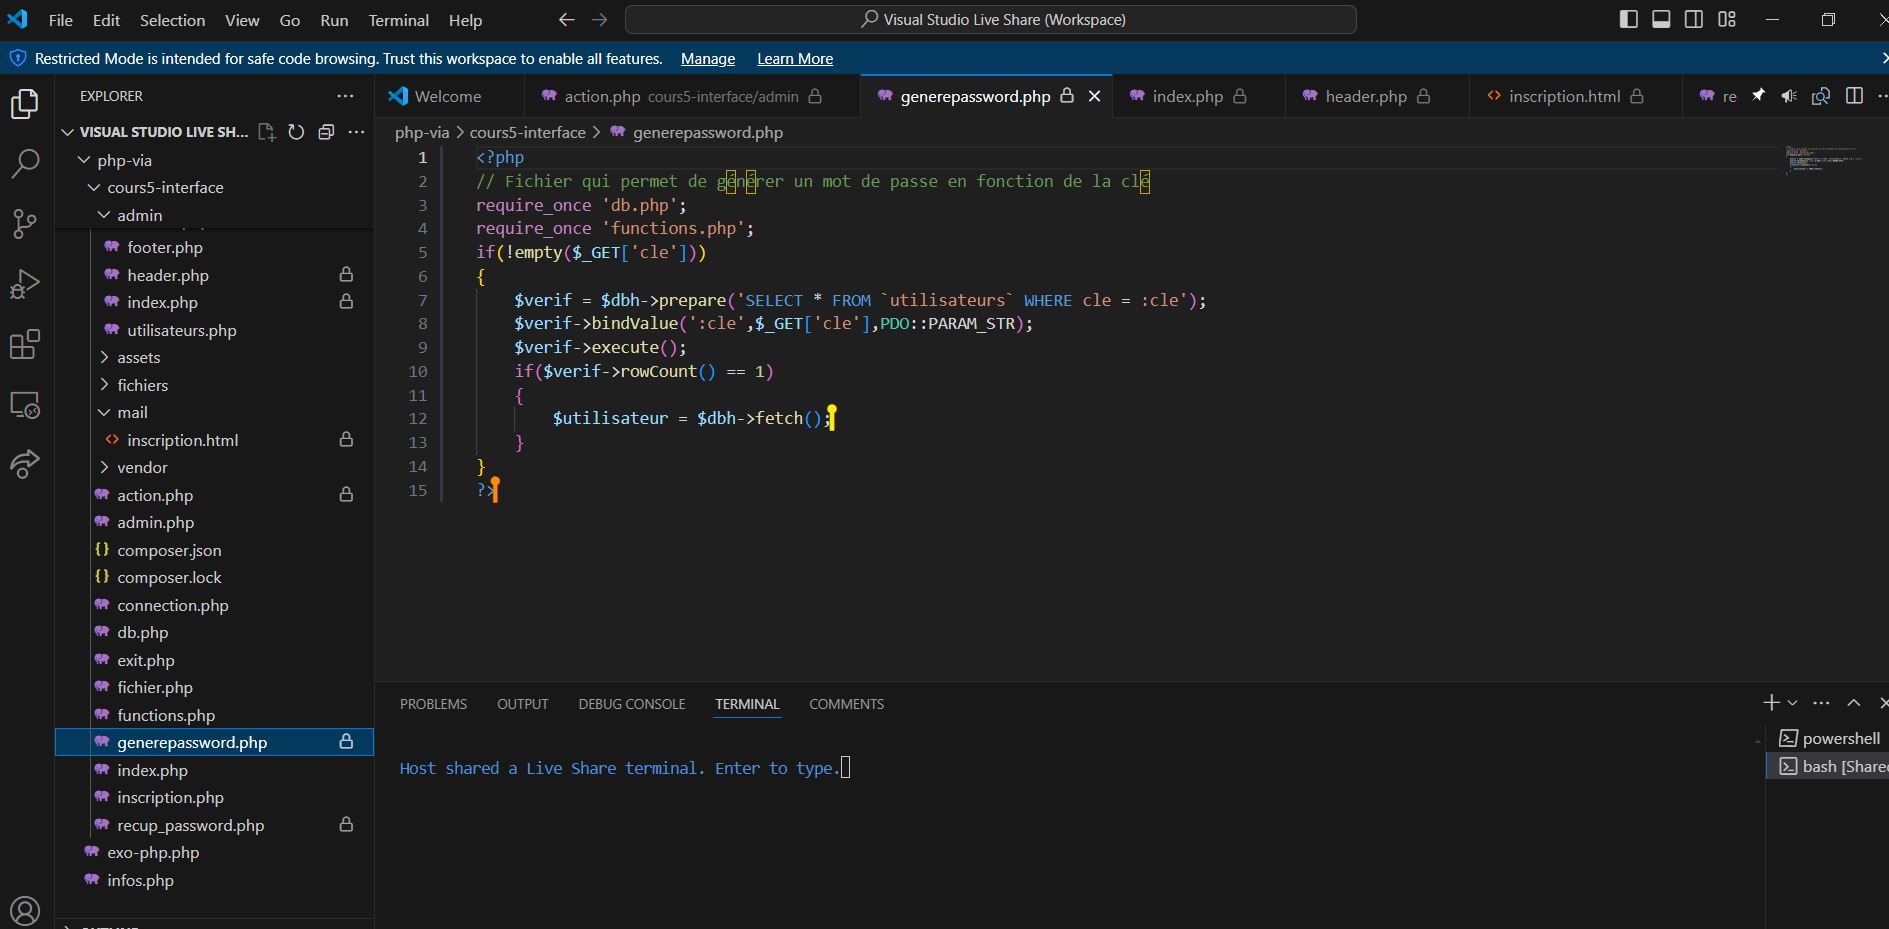 File Edit Selection View Go Run Terminal Help
Visual Studio Live Share (Workspace)
Restricted Mode is intended for safe code browsing. Trust this workspace to enable all features. Manage Learn More
EXPLORER
VISUAL STUDIO LIVE SH...
php-via
cours5-interface
admin
footer.php
header.php
index.php
utilisateurs.php
assets
fichiers
mail
inscription.html
vendor
action.php
admin.php
composer.json
composer.lock
connection.php
db.php
exit.php
fichier.php
functions.php
generepassword.php
index.php
inscription.php
recup_password.php
exo-php.php
infos.php
Welcome action.php cours5-interface/admin generepassword.php index.php header.php inscription.html re
php-via > cours5-interface > generepassword.php
1 <?php
2 // Fichier qui permet de générer un mot de passe en fonction de la clé
3 require_once 'db.php';
4 require_once 'functions.php';
5 if(!empty($_GET['cle']))
6 {
7 $verif = $dbh->prepare('SELECT * FROM `utilisateurs` WHERE cle = :cle');
8 $verif->bindValue(':cle',$_GET['cle'],PDO::PARAM_STR);
9 $verif->execute();
10 if($verif->rowCount() == 1)
11 {
12 $utilisateur = $dbh->fetch();
13 }
14 }
15 ?>
PROBLEMS OUTPUT DEBUG CONSOLE TERMINAL COMMENTS
Host shared a Live Share terminal. Enter to type.
powershell
bash [Share